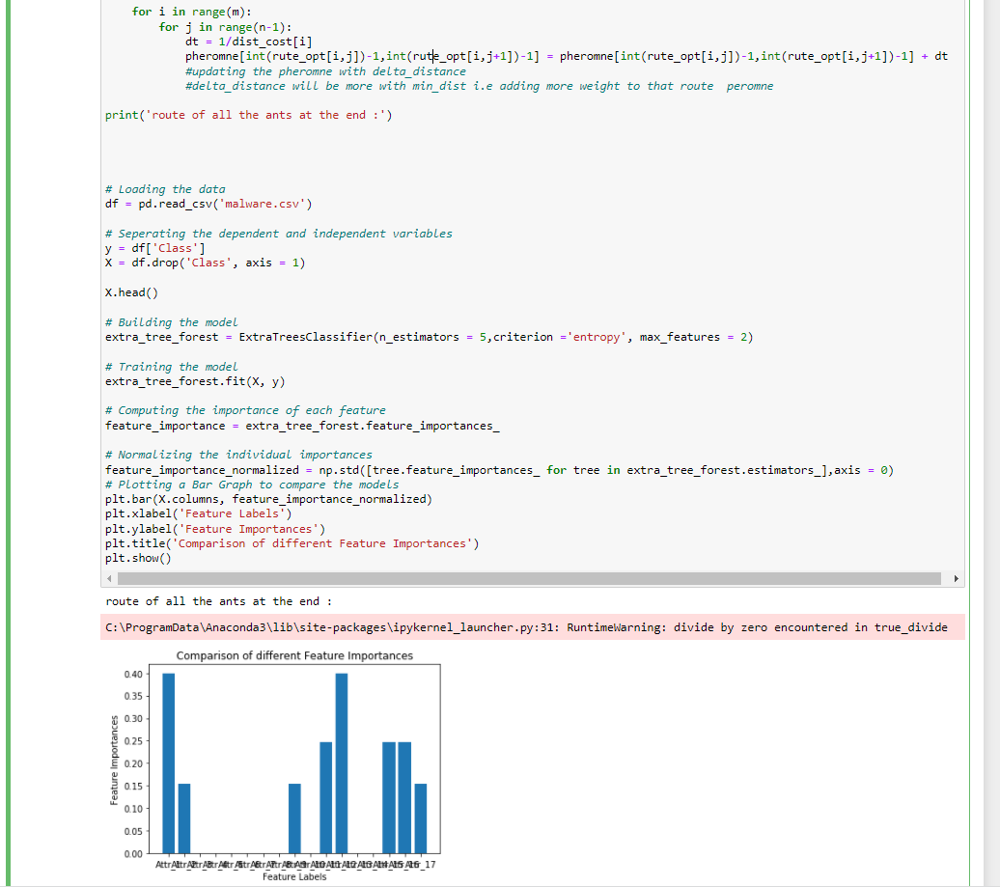 for i in range(m):
for j in range(n-1):
dt = 1/dist_cost[i]
pheromne[int(rute_opt[i,j])-1,int(rute_opt[i,j+1])-1] = pheromne[int(rute_opt[i,j])-1,int(rute_opt[i,j+1])-1] + dt
#updating the pheromne with delta_distance
#delta_distance will be more with min_dist i.e adding more weight to that route  peromne
print('route of all the ants at the end :')
# Loading the data
df = pd.read_csv('malware.csv')
# Seperating the dependent and independent variables
y = df['Class']
X = df.drop('Class', axis = 1)
X.head()
# Building the model
extra_tree_forest = ExtraTreesClassifier(n_estimators = 5,criterion ='entropy', max_features = 2)
# Training the model
extra_tree_forest.fit(X, y)
# Computing the importance of each feature
feature_importance = extra_tree_forest.feature_importances_
# Normalizing the individual importances
feature_importance_normalized = np.std([tree.feature_importances_ for tree in extra_tree_forest.estimators_],axis = 0)
# Plotting a Bar Graph to compare the models
plt.bar(X.columns, feature_importance_normalized)
plt.xlabel('Feature Labels')
plt.ylabel('Feature Importances')
plt.title('Comparison of different Feature Importances')
plt.show()
route of all the ants at the end :
C:\ProgramData\Anaconda3\lib\site-packages\ipykernel_launcher.py:31: RuntimeWarning: divide by zero encountered in true_divide
Comparison of different Feature Importances
0.40
0.35
0.30
0.25
0.20
0.15
0.10
0.05
0.00
Feature Importances
Feature Labels